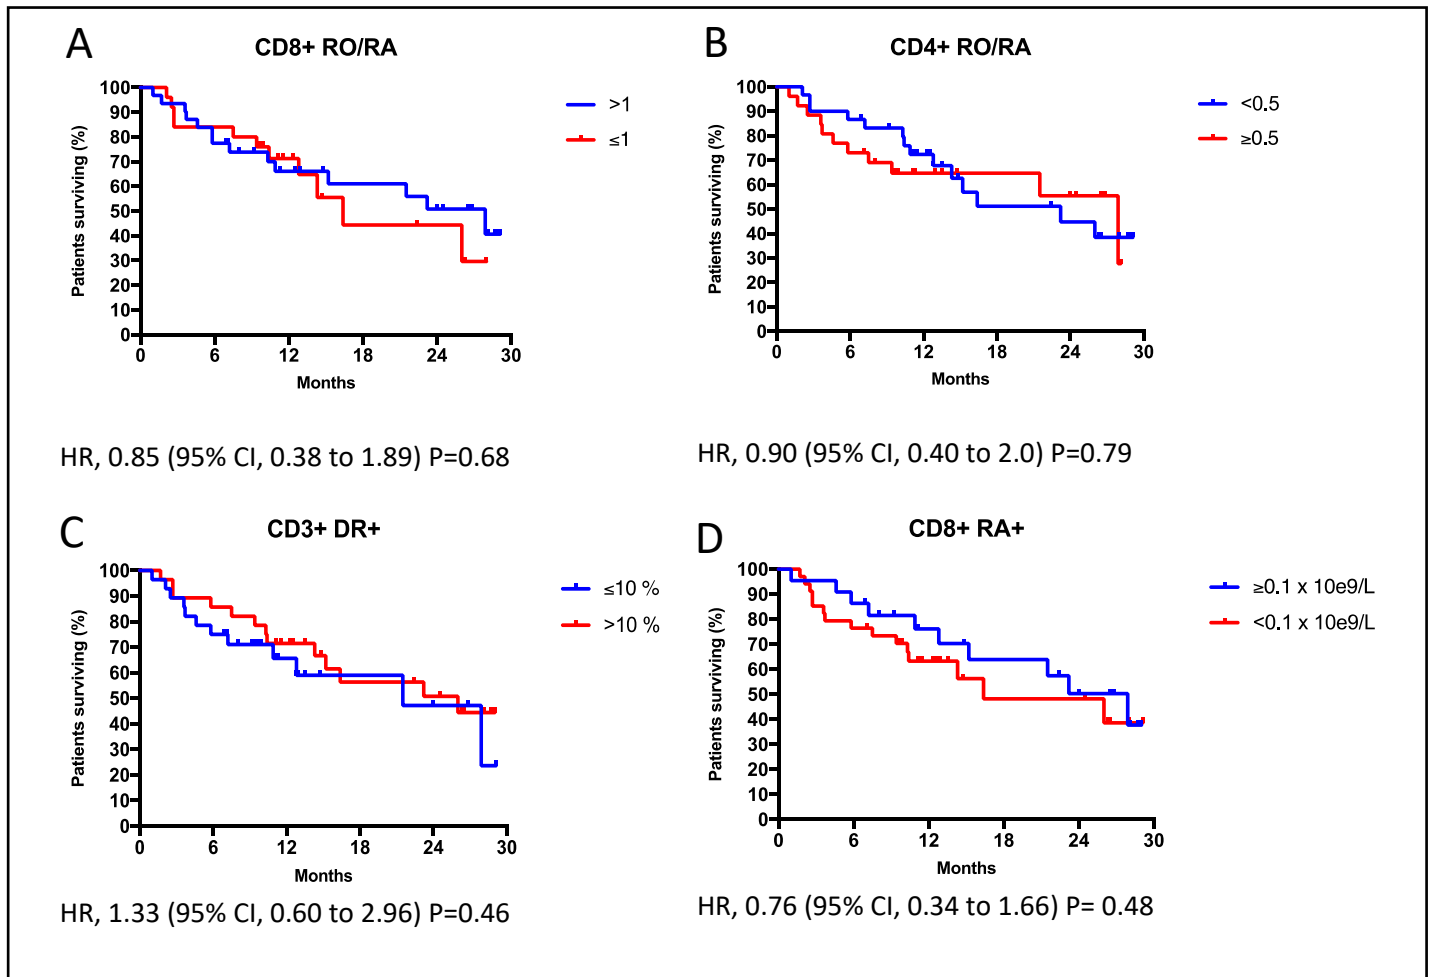 A
CD8+ RO/RA
100
90
80
70
60
50
40
30
20
10
0
Patients surviving (%)
0 6 12 18 24 30
Months
>1
≤1
HR, 0.85 (95% CI, 0.38 to 1.89) P=0.68
B
CD4+ RO/RA
100
90
80
70
60
50
40
30
20
10
0
Patients surviving (%)
0 6 12 18 24 30
Months
<0.5
≥0.5
HR, 0.90 (95% CI, 0.40 to 2.0) P=0.79
C
CD3+ DR+
100
90
80
70
60
50
40
30
20
10
0
Patients surviving (%)
0 6 12 18 24 30
Months
≤10 %
>10 %
HR, 1.33 (95% CI, 0.60 to 2.96) P=0.46
D
CD8+ RA+
100
90
80
70
60
50
40
30
20
10
0
Patients surviving (%)
0 6 12 18 24 30
Months
≥0.1 x 10e9/L
<0.1 x 10e9/L
HR, 0.76 (95% CI, 0.34 to 1.66) P= 0.48